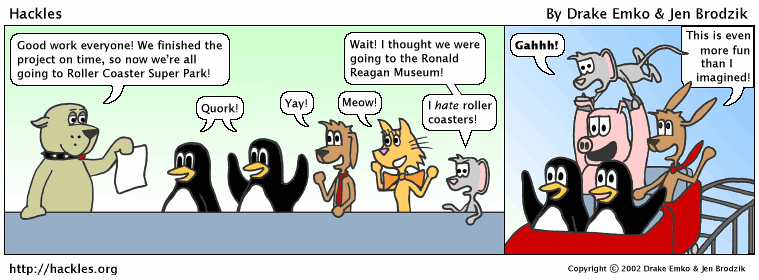 Hackles
By Drake Emko & Jen Brodzik
Good work everyone! We finished the
project on time, so now we're all
going to Roller Coaster Super Park!
Quork!
Yay!
Meow!
Wait! I thought we were
going to the Ronald
Reagan Museum!
I hate roller
coasters!
Gahhh!
This is even
more fun
than I
imagined!
http://hackles.org
Copyright © 2002 Drake Emko & Jen Brodzik